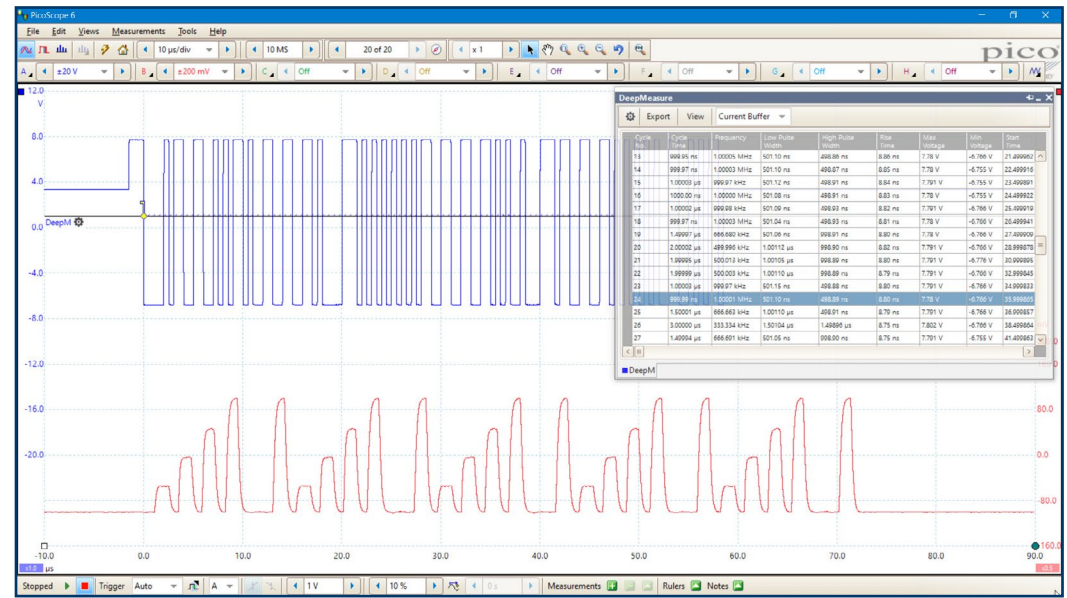 PicoScope 6
File Edit Views Measurements Tools Help
10 µs/div 10 MS 20 of 20 x 1
pico
A ±20 V B ±200 mV C Off D Off E Off F Off G Off H Off
12.0
V
8.0
4.0
0.0
-4.0
-8.0
-12.0
-16.0
-20.0
DeepM
DeepMeasure
Export View Current Buffer
Cycle No. Cycle Time Frequency Low Pulse Width High Pulse Width Rise Time Max Voltage Min Voltage Start Time
13 999.95 ns 1.00005 MHz 501.10 ns 498.86 ns 8.86 ns 7.78 V -6.766 V 21.499962
14 999.97 ns 1.00003 MHz 501.10 ns 498.87 ns 8.85 ns 7.78 V -6.755 V 22.499916
15 1.00003 µs 999.97 kHz 501.12 ns 498.91 ns 8.84 ns 7.791 V -6.755 V 23.499891
16 1000.00 ns 1.00000 MHz 501.08 ns 498.91 ns 8.83 ns 7.78 V -6.755 V 24.499922
17 1.00002 µs 999.98 kHz 501.09 ns 498.93 ns 8.82 ns 7.791 V -6.766 V 25.499919
18 999.97 ns 1.00003 MHz 501.04 ns 498.93 ns 8.81 ns 7.78 V -6.766 V 26.499941
19 1.49997 µs 666.680 kHz 501.06 ns 998.91 ns 8.80 ns 7.78 V -6.766 V 27.499909
20 2.00002 µs 499.996 kHz 1.00112 µs 998.90 ns 8.82 ns 7.791 V -6.766 V 28.999878
21 1.99995 µs 500.013 kHz 1.00105 µs 998.89 ns 8.80 ns 7.791 V -6.776 V 30.999895
22 1.99999 µs 500.003 kHz 1.00110 µs 998.89 ns 8.79 ns 7.791 V -6.766 V 32.999845
23 1.00003 µs 999.97 kHz 501.15 ns 498.88 ns 8.80 ns 7.791 V -6.766 V 34.999833
24 999.99 ns 1.00001 MHz 501.10 ns 498.89 ns 8.80 ns 7.78 V -6.766 V 35.999865
25 1.50001 µs 666.663 kHz 1.00110 µs 498.91 ns 8.79 ns 7.791 V -6.766 V 36.999857
26 3.00000 µs 333.334 kHz 1.50104 µs 1.49896 µs 8.75 ns 7.802 V -6.766 V 38.499864
27 1.49994 µs 666.691 kHz 501.05 ns 998.90 ns 8.75 ns 7.791 V -6.755 V 41.499863
DeepM
80.0
0.0
-80.0
-160.0
-10.0 0.0 10.0 20.0 30.0 40.0 50.0 60.0 70.0 80.0 90.0
x1.0 µs
x0.5
Stopped Trigger Auto A 1 V 10 % 0 s Measurements Rulers Notes